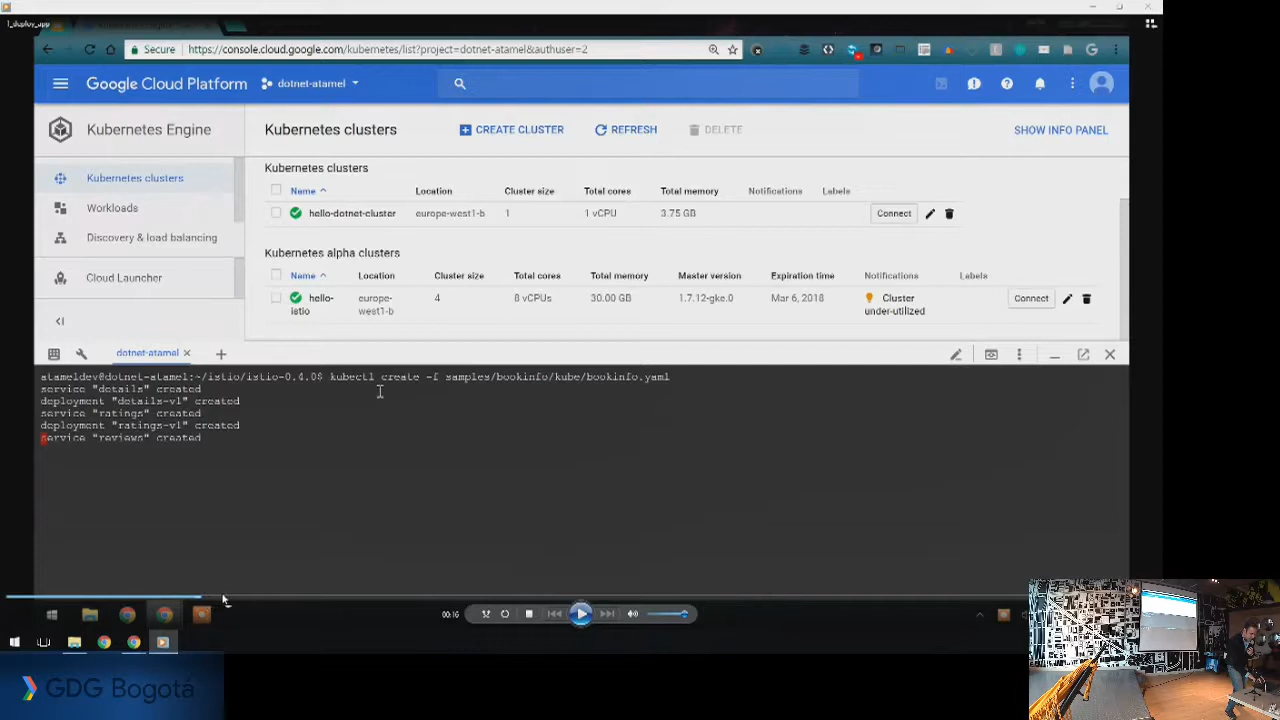 1_deploy_app
Secure https://console.cloud.google.com/kubernetes/list?project=dotnet-atamel&authuser=2
Google Cloud Platform dotnet-atamel
Kubernetes Engine Kubernetes clusters CREATE CLUSTER REFRESH DELETE SHOW INFO PANEL
Kubernetes clusters
Workloads
Discovery & load balancing
Cloud Launcher
Kubernetes clusters
Name Location Cluster size Total cores Total memory Notifications Labels
hello-dotnet-cluster europe-west1-b 1 1 vCPU 3.75 GB Connect
Kubernetes alpha clusters
Name Location Cluster size Total cores Total memory Master version Expiration time Notifications Labels
hello- europe- 4 8 vCPUs 30.00 GB 1.7.12-gke.0 Mar 6, 2018 Cluster Connect
istio west1-b under-utilized
dotnet-atamel
atameldev@dotnet-atamel:~/istio/istio-0.4.0$ kubectl create -f samples/bookinfo/kube/bookinfo.yaml
service "details" created
deployment "details-v1" created
service "ratings" created
deployment "ratings-v1" created
service "reviews" created
00:16
GDG Bogotá